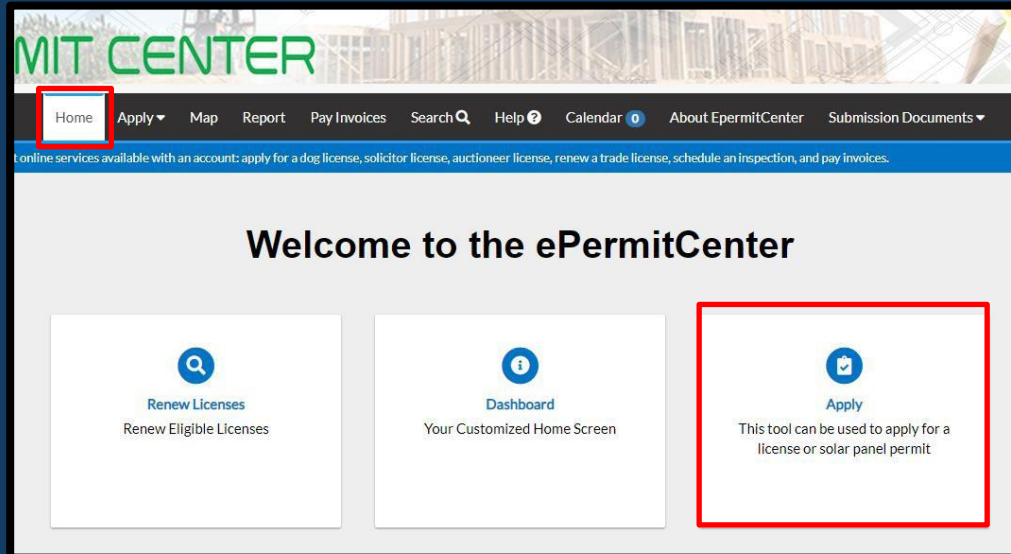 MIT CENTER
Home Apply Map Report Pay Invoices Search Help Calendar 0 About EpermitCenter Submission Documents
t online services available with an account: apply for a dog license, solicitor license, auctioneer license, renew a trade license, schedule an inspection, and pay invoices.
Welcome to the ePermitCenter
Renew Licenses
Renew Eligible Licenses
Dashboard
Your Customized Home Screen
Apply
This tool can be used to apply for a
license or solar panel permit